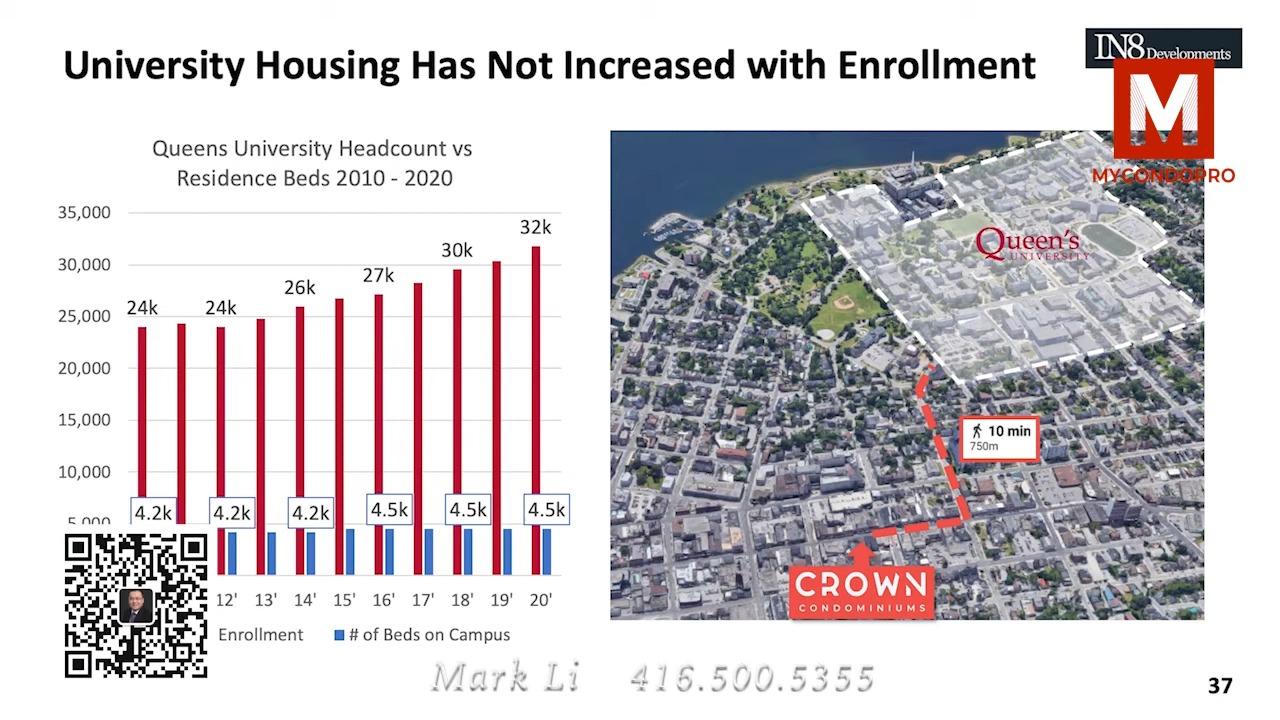 University Housing Has Not Increased with Enrollment
IN8 Developments
M
MYCONDOPRO
Queens University Headcount vs
Residence Beds 2010 - 2020
35,000
30,000
25,000
20,000
15,000
10,000
5,000
24k
24k
26k
27k
30k
32k
4.2k
4.2k
4.2k
4.5k
4.5k
4.5k
12' 13' 14' 15' 16' 17' 18' 19' 20'
Enrollment # of Beds on Campus
Queen's
UNIVERSITY
10 min
750m
CROWN
CONDOMINIUMS
Mark Li 416.500.5355
37